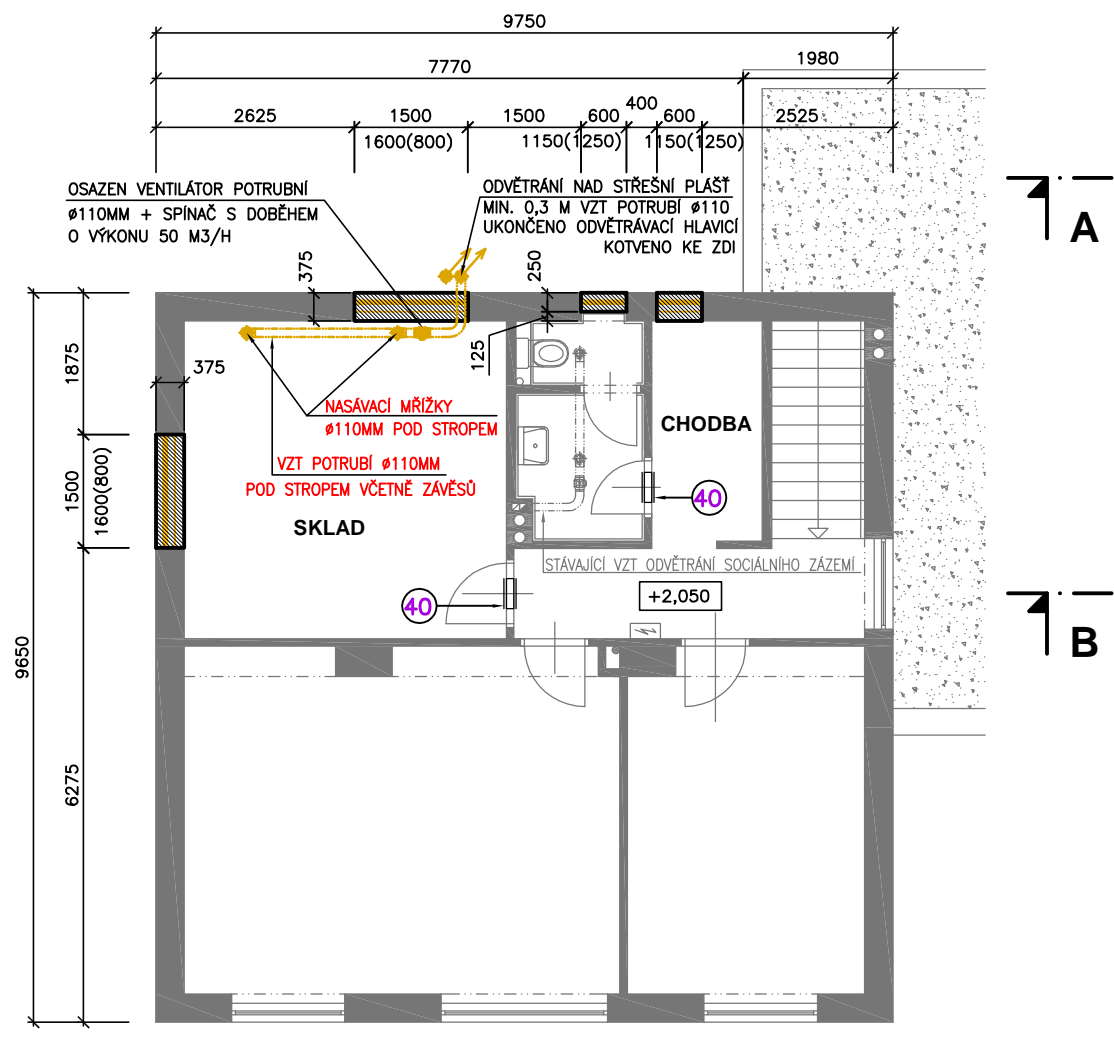 9750
7770
1980
2625
1500
1500
600
400
600
2525
1600(800)
1150(1250)
1150(1250)
OSAZEN VENTILÁTOR POTRUBNÍ
ø110MM + SPÍNAČ S DOBĚHEM
O VÝKONU 50 M3/H
ODVĚTRÁNÍ NAD STŘEŠNÍ PLÁŠŤ
MIN. 0,3 M VZT POTRUBÍ ø110
UKONČENO ODVĚTRÁVACÍ HLAVICÍ
KOTVENO KE ZDI
A
375
250
125
1875
375
NASÁVACÍ MŘÍŽKY
ø110MM POD STROPEM
CHODBA
VZT POTRUBÍ ø110MM
POD STROPEM VČETNĚ ZÁVĚSŮ
1500
1600(800)
40
SKLAD
STÁVAJÍCÍ VZT ODVĚTRÁNÍ SOCIÁLNÍHO ZÁZEMÍ
40
+2,050
B
9650
6275